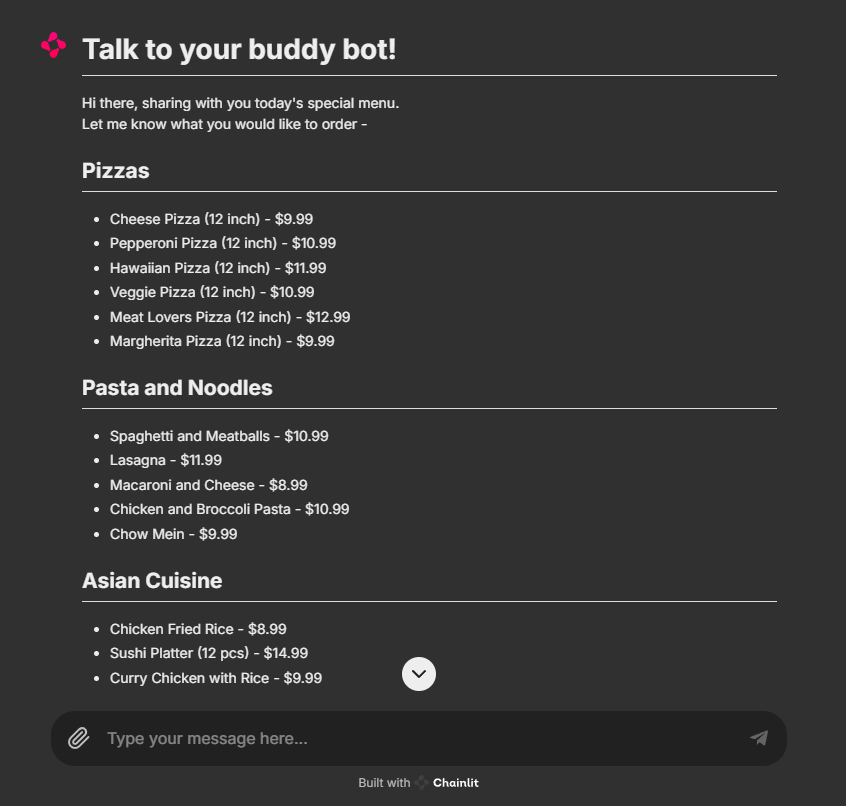 Talk to your buddy bot!
Hi there, sharing with you today's special menu.
Let me know what you would like to order -
Pizzas
• Cheese Pizza (12 inch) - $9.99
• Pepperoni Pizza (12 inch) - $10.99
• Hawaiian Pizza (12 inch) - $11.99
• Veggie Pizza (12 inch) - $10.99
• Meat Lovers Pizza (12 inch) - $12.99
• Margherita Pizza (12 inch) - $9.99
Pasta and Noodles
• Spaghetti and Meatballs - $10.99
• Lasagna - $11.99
• Macaroni and Cheese - $8.99
• Chicken and Broccoli Pasta - $10.99
• Chow Mein - $9.99
Asian Cuisine
• Chicken Fried Rice - $8.99
• Sushi Platter (12 pcs) - $14.99
• Curry Chicken with Rice - $9.99
Type your message here...
Built with Chainlit